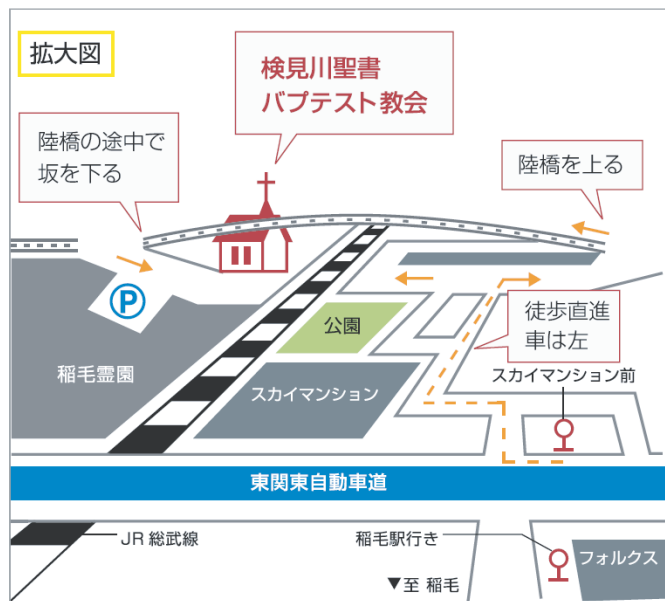 拡大図
検見川聖書
バプテスト教会
陸橋の途中で
坂を下る
陸橋を上る
P
公園
徒歩直進
車は左
稲毛霊園
スカイマンション
スカイマンション前
東関東自動車道
JR 総武線
稲毛駅行き
フォルクス
▼至 稲毛